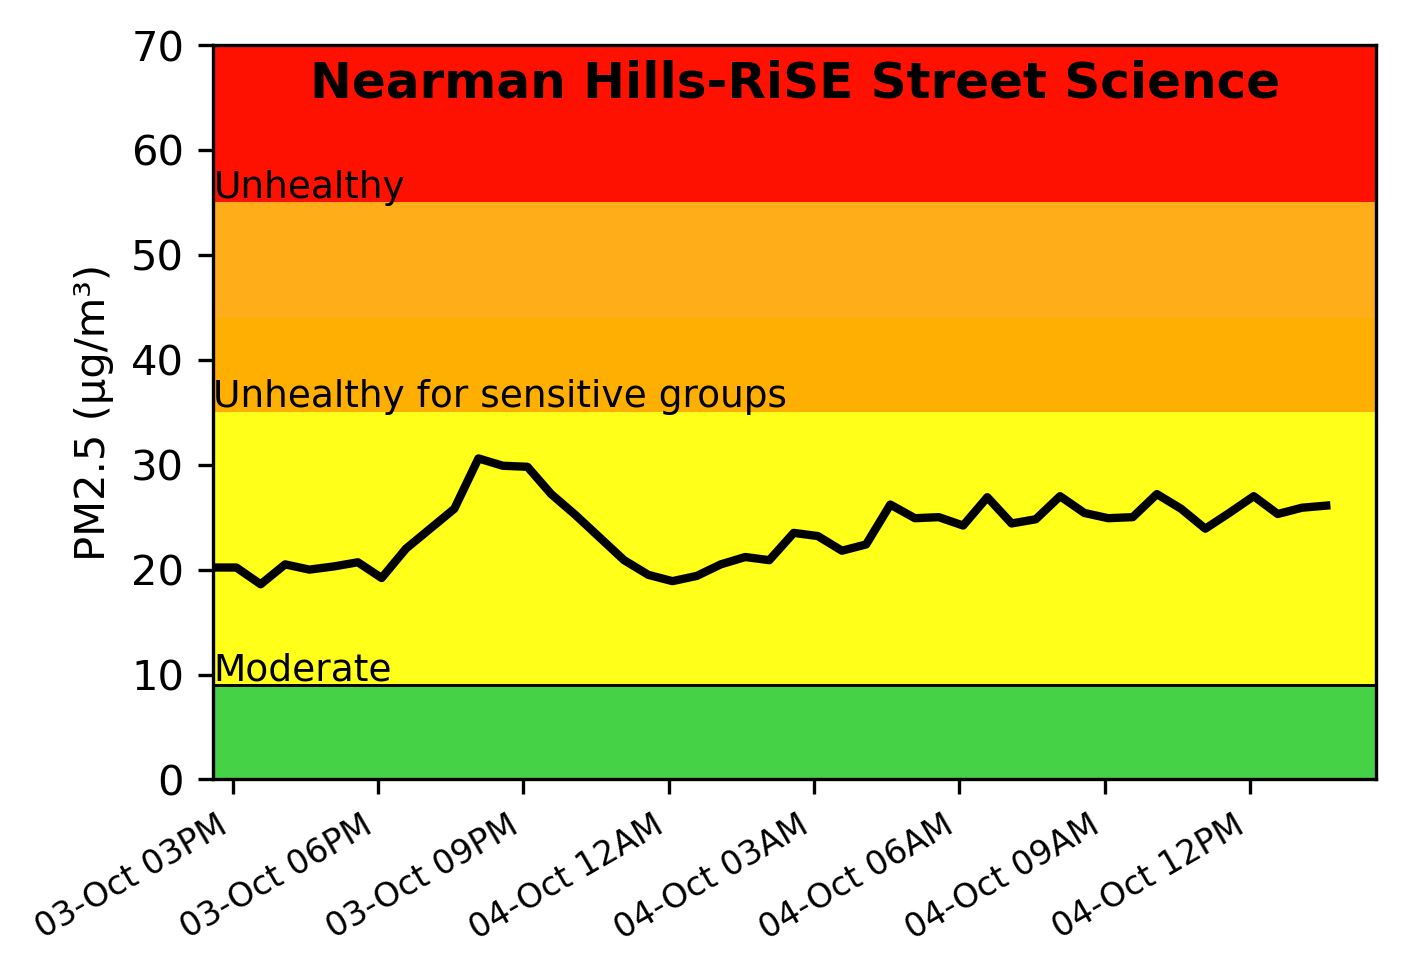 Nearman Hills-RiSE Street Science
PM2.5 (µg/m³)
70
60
50
40
30
20
10
0
Unhealthy
Unhealthy for sensitive groups
Moderate
03-Oct 03PM
03-Oct 06PM
03-Oct 09PM
04-Oct 12AM
04-Oct 03AM
04-Oct 06AM
04-Oct 09AM
04-Oct 12PM